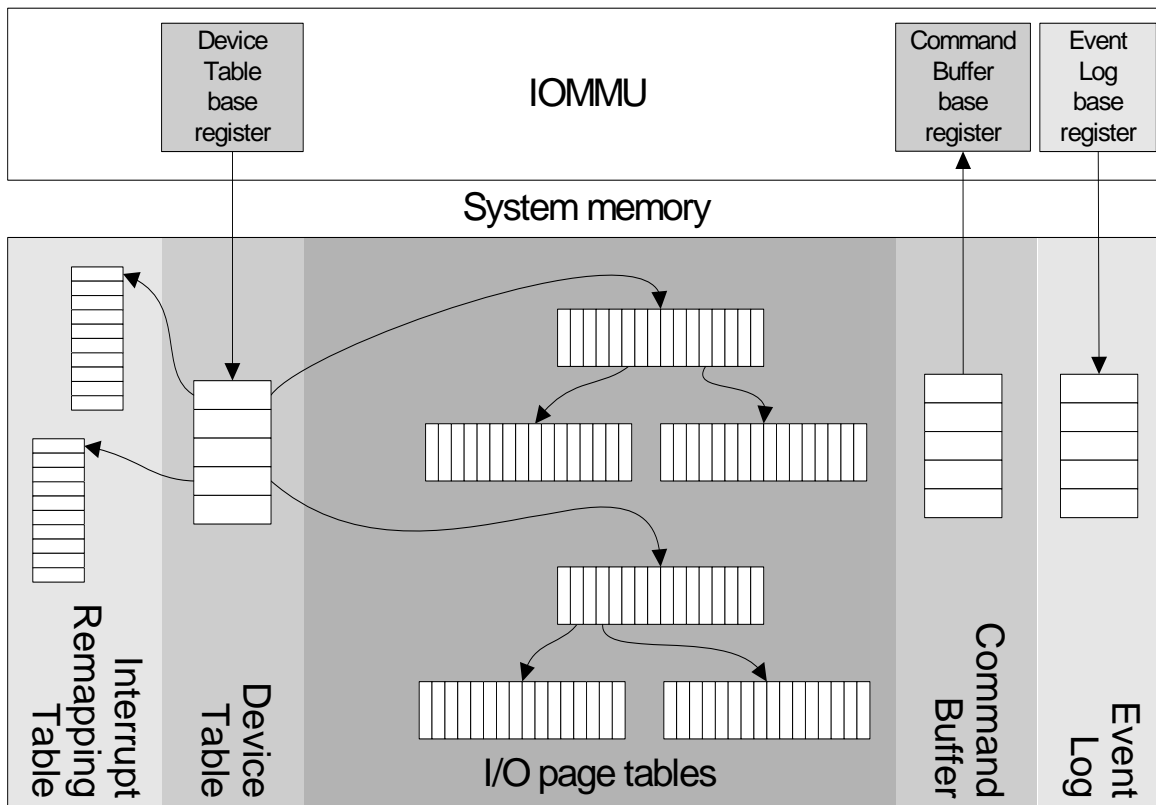 Device
Table
base
register
IOMMU
Command
Buffer
base
register
Event
Log
base
register
System memory
Interrupt
Remapping
Table
Device
Table
I/O page tables
Command
Buffer
Event
Log